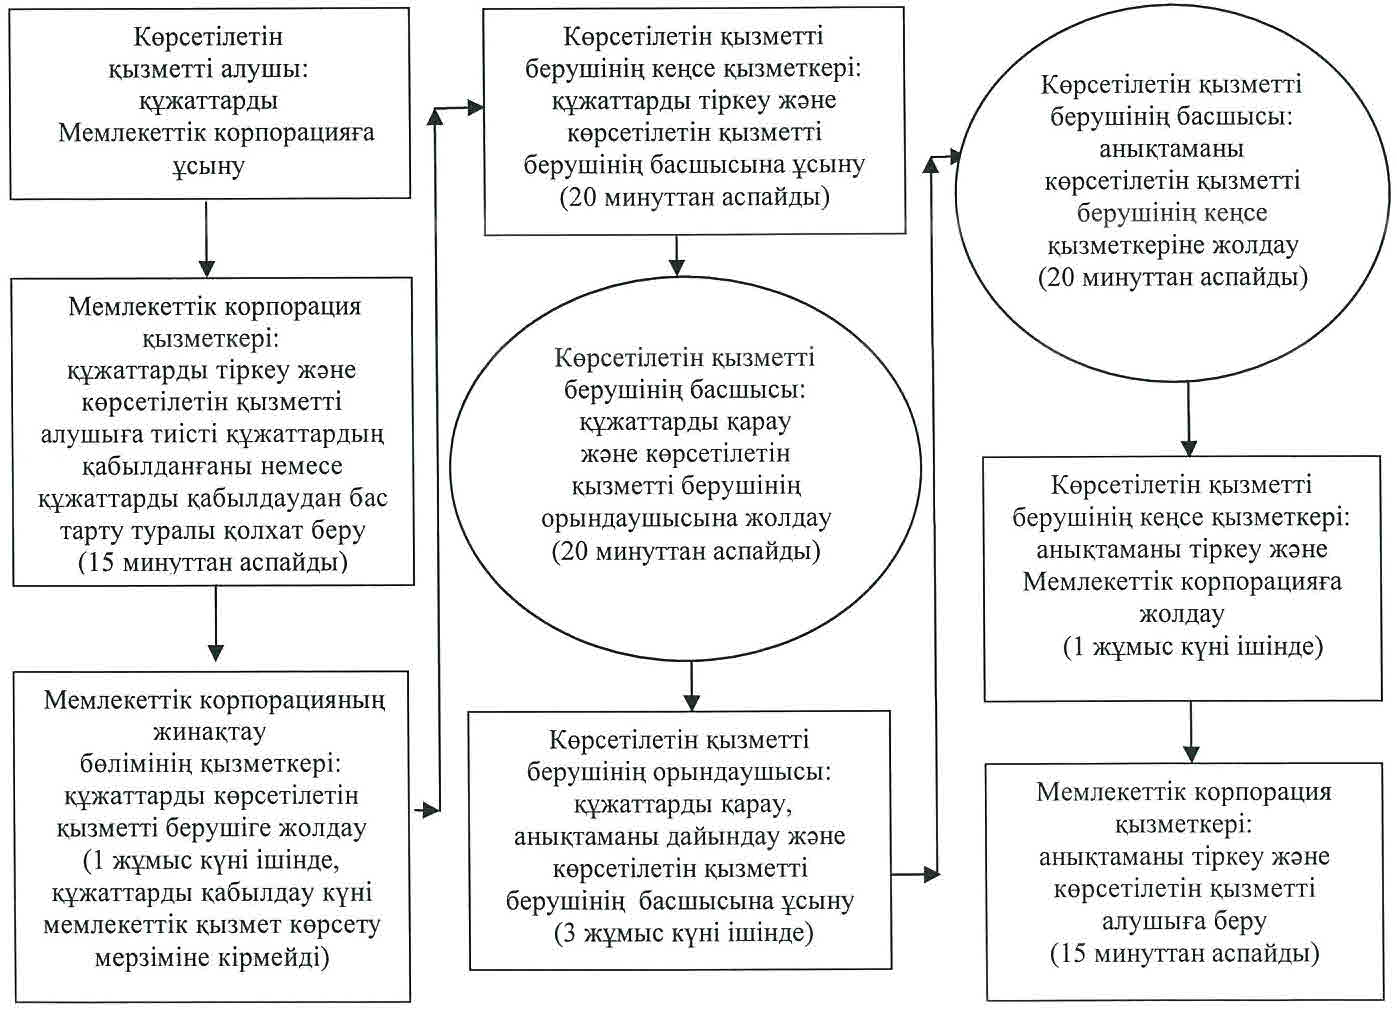 Көрсетілетін
қызметті алушы:
құжаттарды
Мемлекеттік корпорацияға
ұсыну
Мемлекеттік корпорация
қызметкері:
құжаттарды тіркеу және
көрсетілетін қызметті
алушыға тиісті құжаттардың
қабылданғаны немесе
құжаттарды қабылдаудан бас
тарту туралы қолхат беру
(15 минуттан аспайды)
Мемлекеттік корпорацияның
жинақтау
бөлімінің қызметкері:
құжаттарды көрсетілетін
қызметті берушіге жолдау
(1 жұмыс күні ішінде,
құжаттарды қабылдау күні
мемлекеттік қызмет көрсету
мерзіміне кірмейді)
Көрсетілетін қызметті
берушінің кеңсе қызметкері:
құжаттарды тіркеу және
көрсетілетін қызметті
берушінің басшысына ұсыну
(20 минуттан аспайды)
Көрсетілетін қызметті
берушінің басшысы:
құжаттарды қарау
және көрсетілетін
қызметті берушінің
орындаушысына жолдау
(20 минуттан аспайды)
Көрсетілетін қызметті
берушінің орындаушысы:
құжаттарды қарау,
анықтаманы дайындау және
көрсетілетін қызметті
берушінің басшысына ұсыну
(3 жұмыс күні ішінде)
Көрсетілетін қызметті
берушінің басшысы:
анықтаманы
көрсетілетін қызметті
берушінің кеңсе
қызметкеріне жолдау
(20 минуттан аспайды)
Көрсетілетін қызметті
берушінің кеңсе қызметкері:
анықтаманы тіркеу және
Мемлекеттік корпорацияға
жолдау
(1 жұмыс күні ішінде)
Мемлекеттік корпорация
қызметкері:
анықтаманы тіркеу және
көрсетілетін қызметті
алушыға беру
(15 минуттан аспайды)